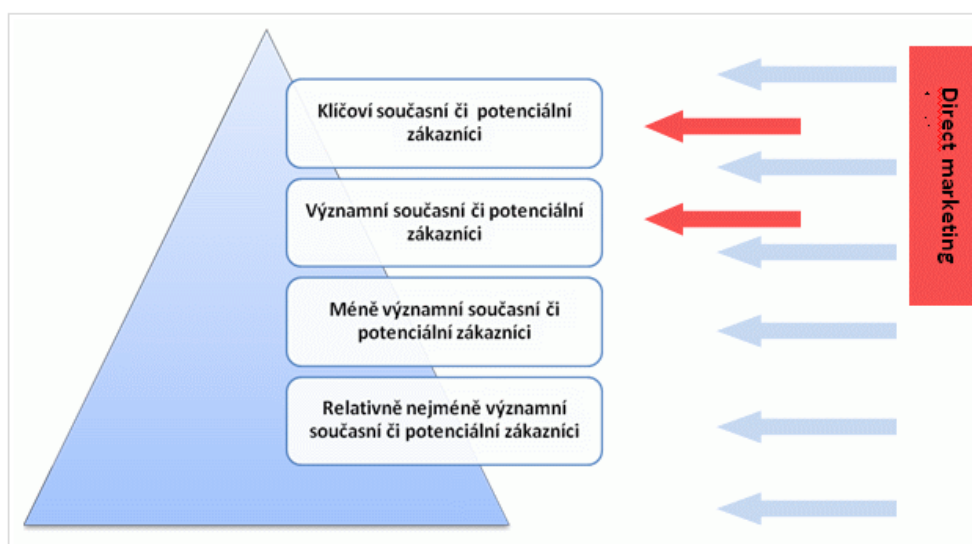 Klíčoví současní či potenciální
zákazníci
Významní současní či potenciální
zákazníci
Méně významní současní či
potenciální zákazníci
Relativně nejméně významní
současní či potenciální zákazníci
Direct marketing